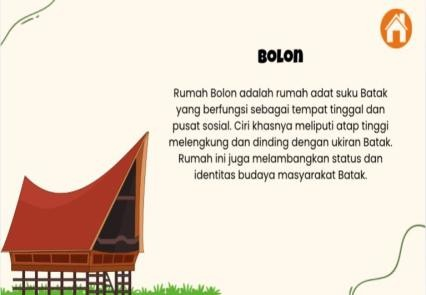 BOLON
Rumah Bolon adalah rumah adat suku Batak
yang berfungsi sebagai tempat tinggal dan
pusat sosial. Ciri khasnya meliputi atap tinggi
melengkung dan dinding dengan ukiran Batak.
Rumah ini juga melambangkan status dan
identitas budaya masyarakat Batak.